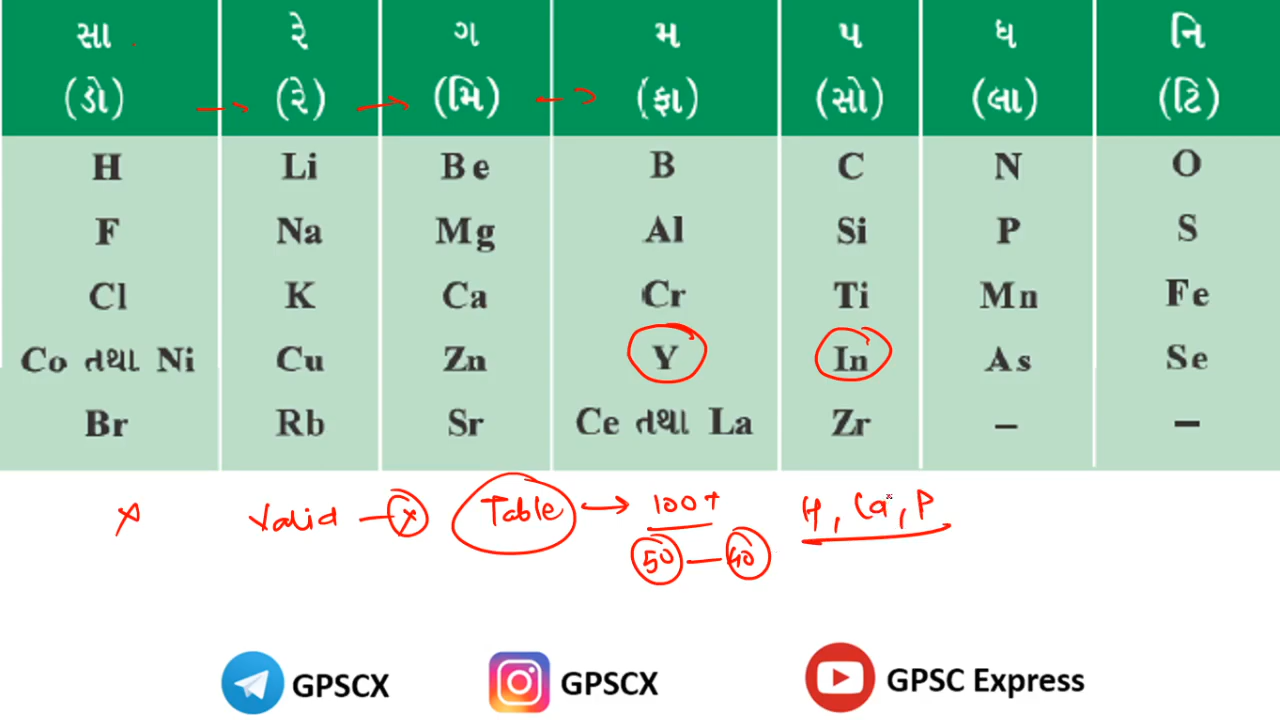 સા રે ગ મ પ ધ નિ
(ડો) (રે) (મિ) (ફા) (સો) (લા) (ટિ)
H Li Be B C N O
F Na Mg Al Si P S
Cl K Ca Cr Ti Mn Fe
Co તથા Ni Cu Zn Y In As Se
Br Rb Sr Ce તથા La Zr – –
x Valid – x Table → 100+ H, Ca, P
50 — 40
GPSCX GPSCX GPSC Express